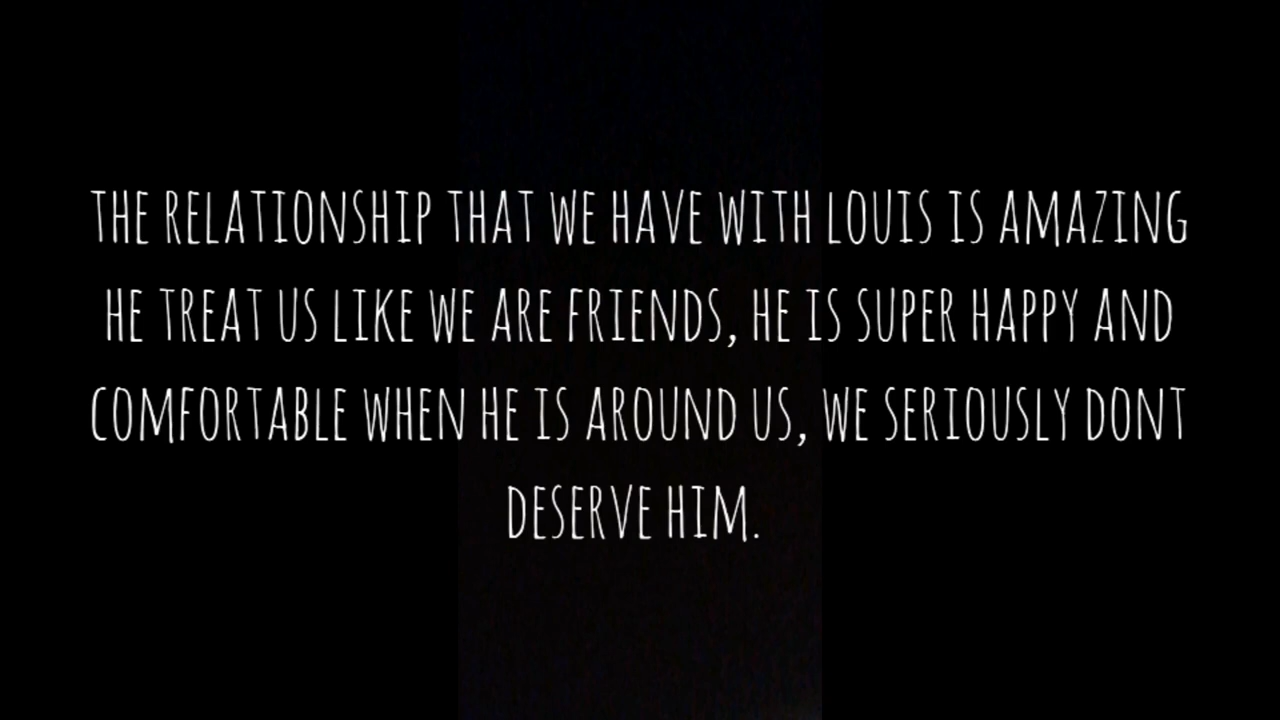 THE RELATIONSHIP THAT WE HAVE WITH LOUIS IS AMAZING
HE TREAT US LIKE WE ARE FRIENDS, HE IS SUPER HAPPY AND
COMFORTABLE WHEN HE IS AROUND US, WE SERIOUSLY DONT
DESERVE HIM.